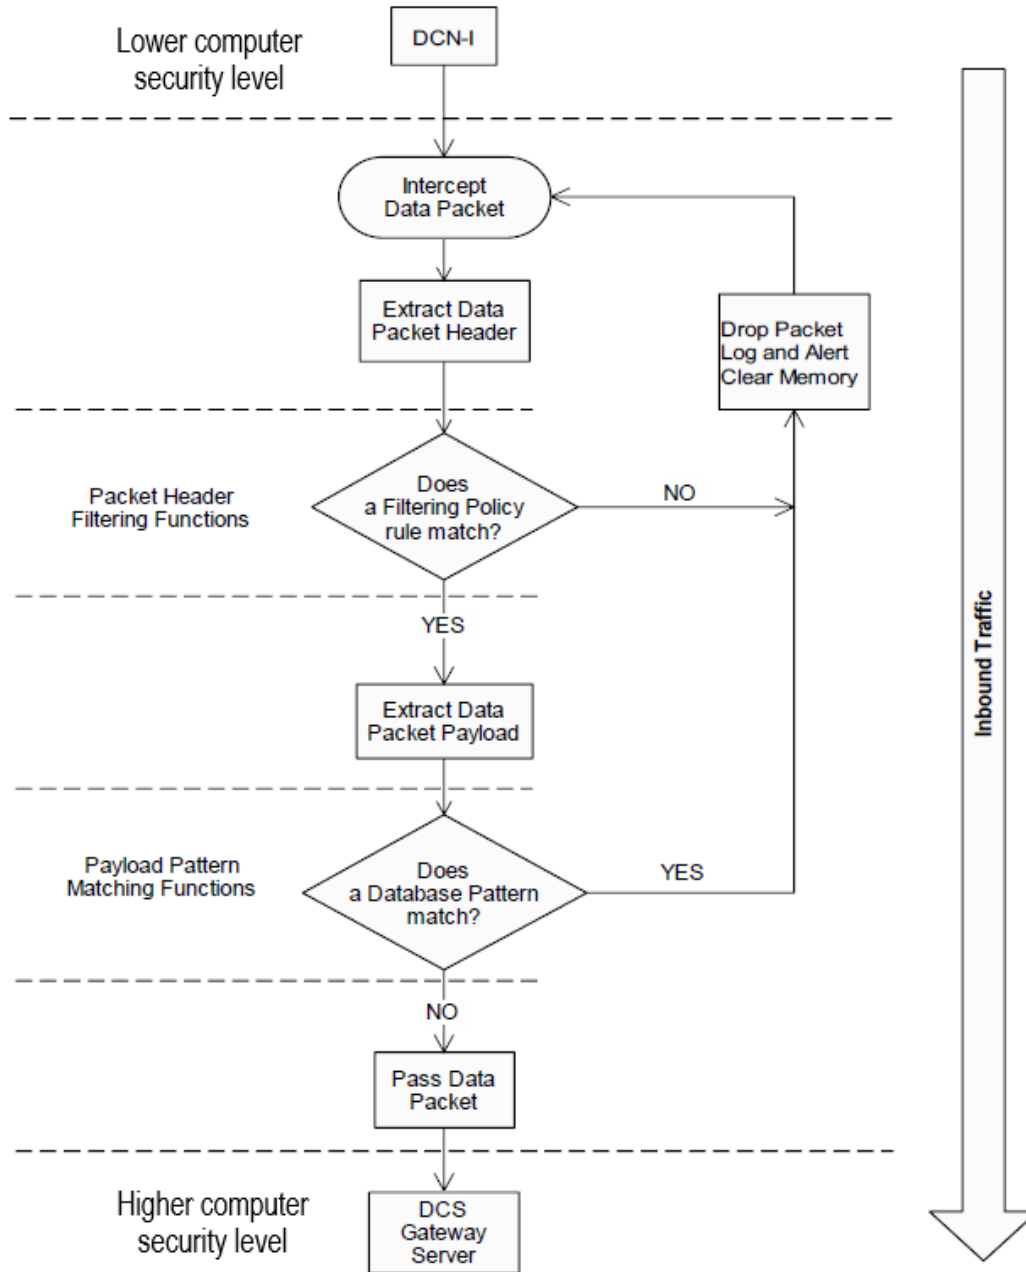 Lower computer
security level
DCN-I
Intercept
Data Packet
Extract Data
Packet Header
Drop Packet
Log and Alert
Clear Memory
Packet Header
Filtering Functions
Does
a Filtering Policy
rule match?
NO
YES
Extract Data
Packet Payload
Payload Pattern
Matching Functions
Does
a Database Pattern
match?
YES
NO
Pass Data
Packet
Higher computer
security level
DCS
Gateway
Server
Inbound Traffic